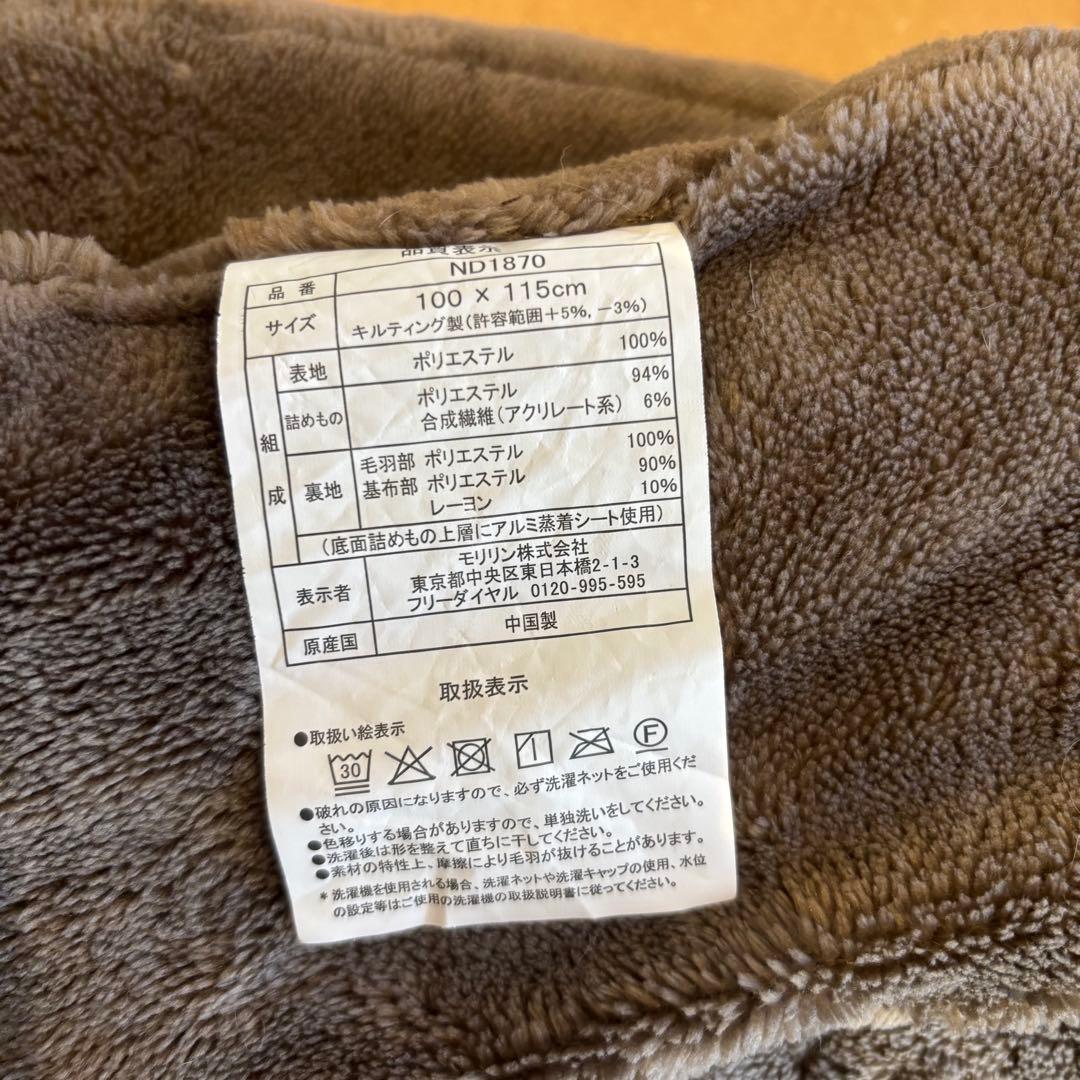 品質表示
品番 ND1870
サイズ 100 × 115cm
キルティング製(許容範囲+5%, −3%)
組成
表地 ポリエステル 100%
詰めもの ポリエステル 94%
合成繊維(アクリレート系) 6%
裏地 毛羽部 ポリエステル 100%
基布部 ポリエステル 90%
レーヨン 10%
(底面詰めもの上層にアルミ蒸着シート使用)
表示者 モリリン株式会社
東京都中央区東日本橋2-1-3
フリーダイヤル 0120-995-595
原産国 中国製
取扱表示
●取扱い絵表示
30 F
●破れの原因になりますので、必ず洗濯ネットをご使用くだ
さい。
●色移りする場合がありますので、単独洗いをしてください。
●洗濯後は形を整えて直ちに干してください。
●素材の特性上、摩擦により毛羽が抜けることがあります。
*洗濯機を使用される場合、洗濯ネットや洗濯キャップの使用、水位
の設定等はご使用の洗濯機の取扱説明書に従ってください。